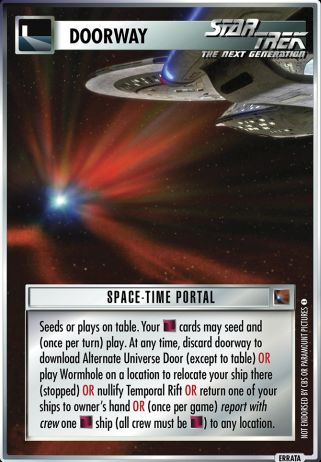 DOORWAY
STAR TREK
THE NEXT GENERATION
SPACE-TIME PORTAL
Seeds or plays on table. Your cards may seed and
(once per turn) play. At any time, discard doorway to
download Alternate Universe Door (except to table) OR
play Wormhole on a location to relocate your ship there
(stopped) OR nullify Temporal Rift OR return one of your
ships to owner's hand OR (once per game) report with
crew one ship (all crew must be ) to any location.
NOT ENDORSED BY CBS OR PARAMOUNT PICTURES
ERRATA